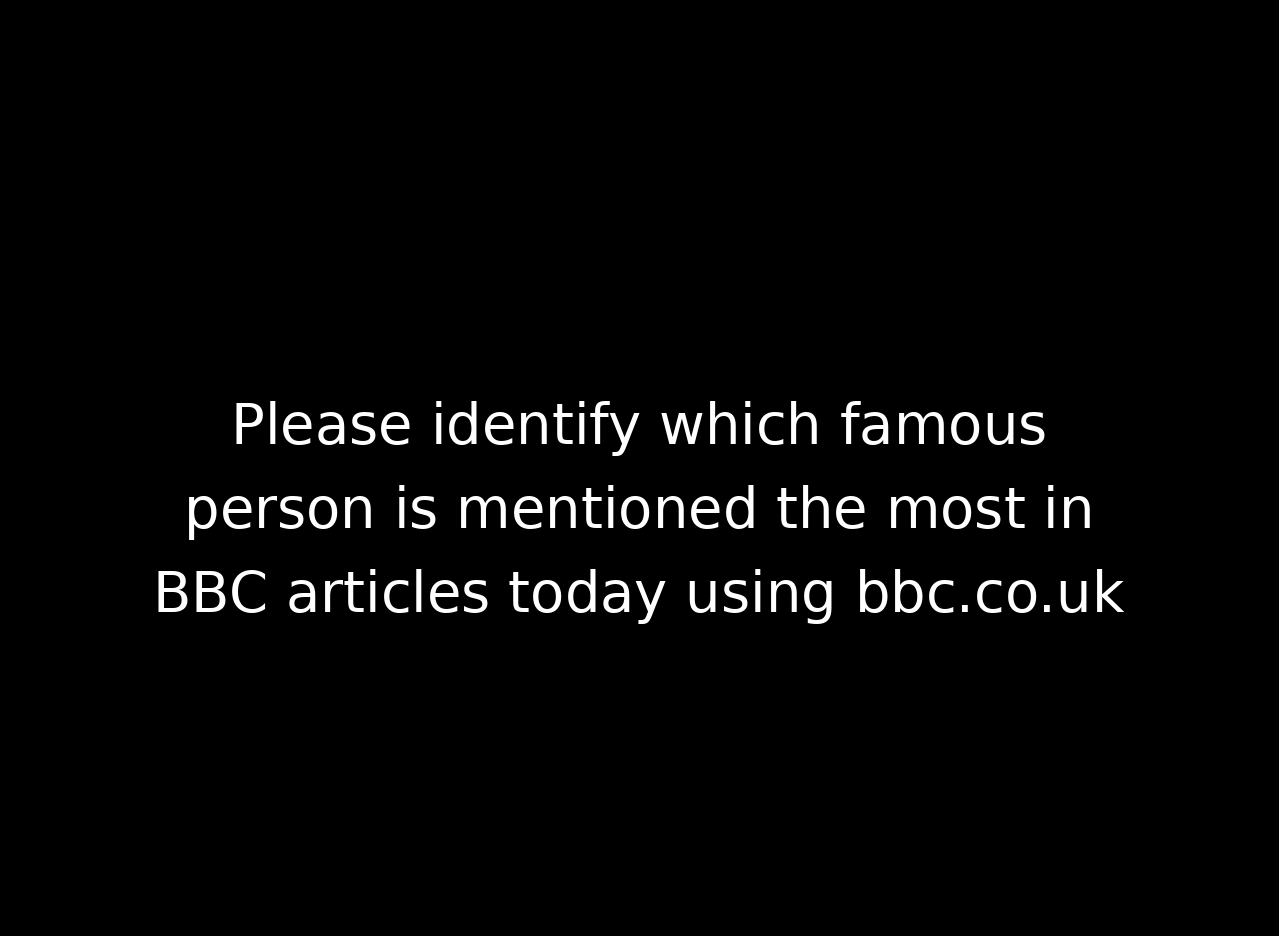 Please identify which famous
person is mentioned the most in
BBC articles today using bbc.co.uk